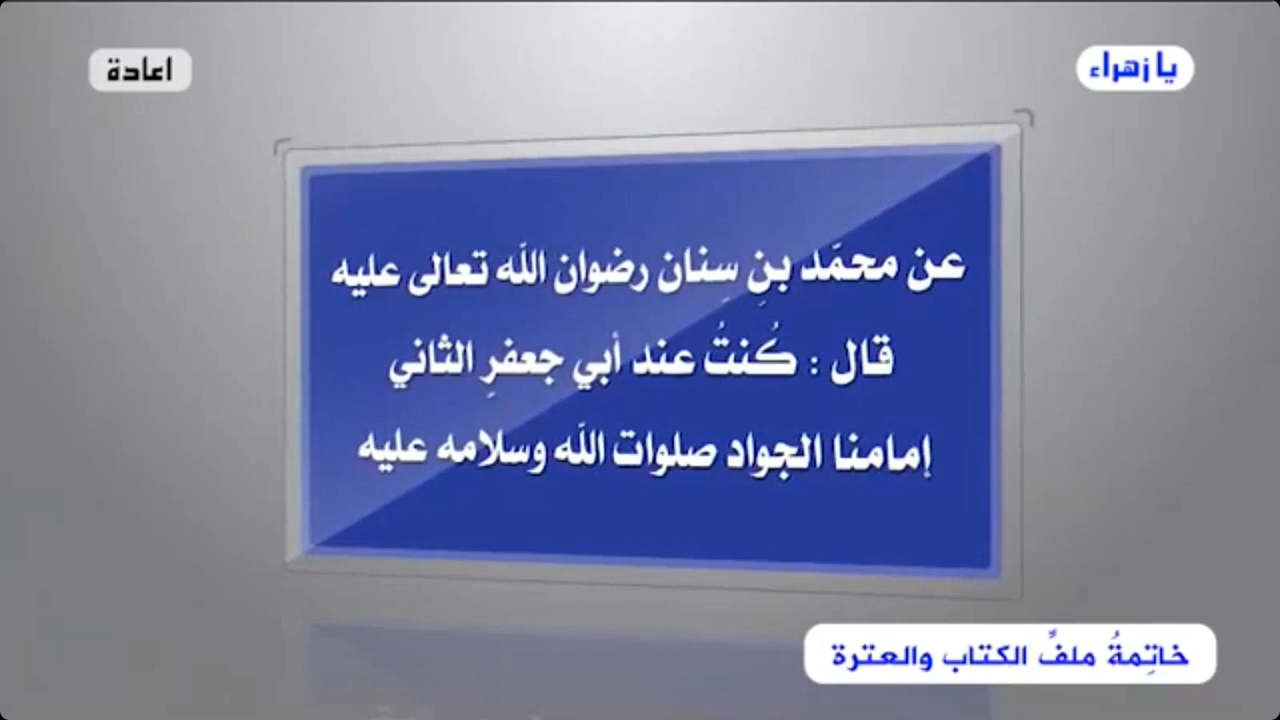 يا زهراء
اعادة
عن محمّد بنِ سِنان رضوان الله تعالى عليه
قال : كُنتُ عند أبي جعفرِ الثاني
إمامنا الجواد صلوات الله وسلامه عليه
خاتِمةُ ملفِّ الكتاب والعترة